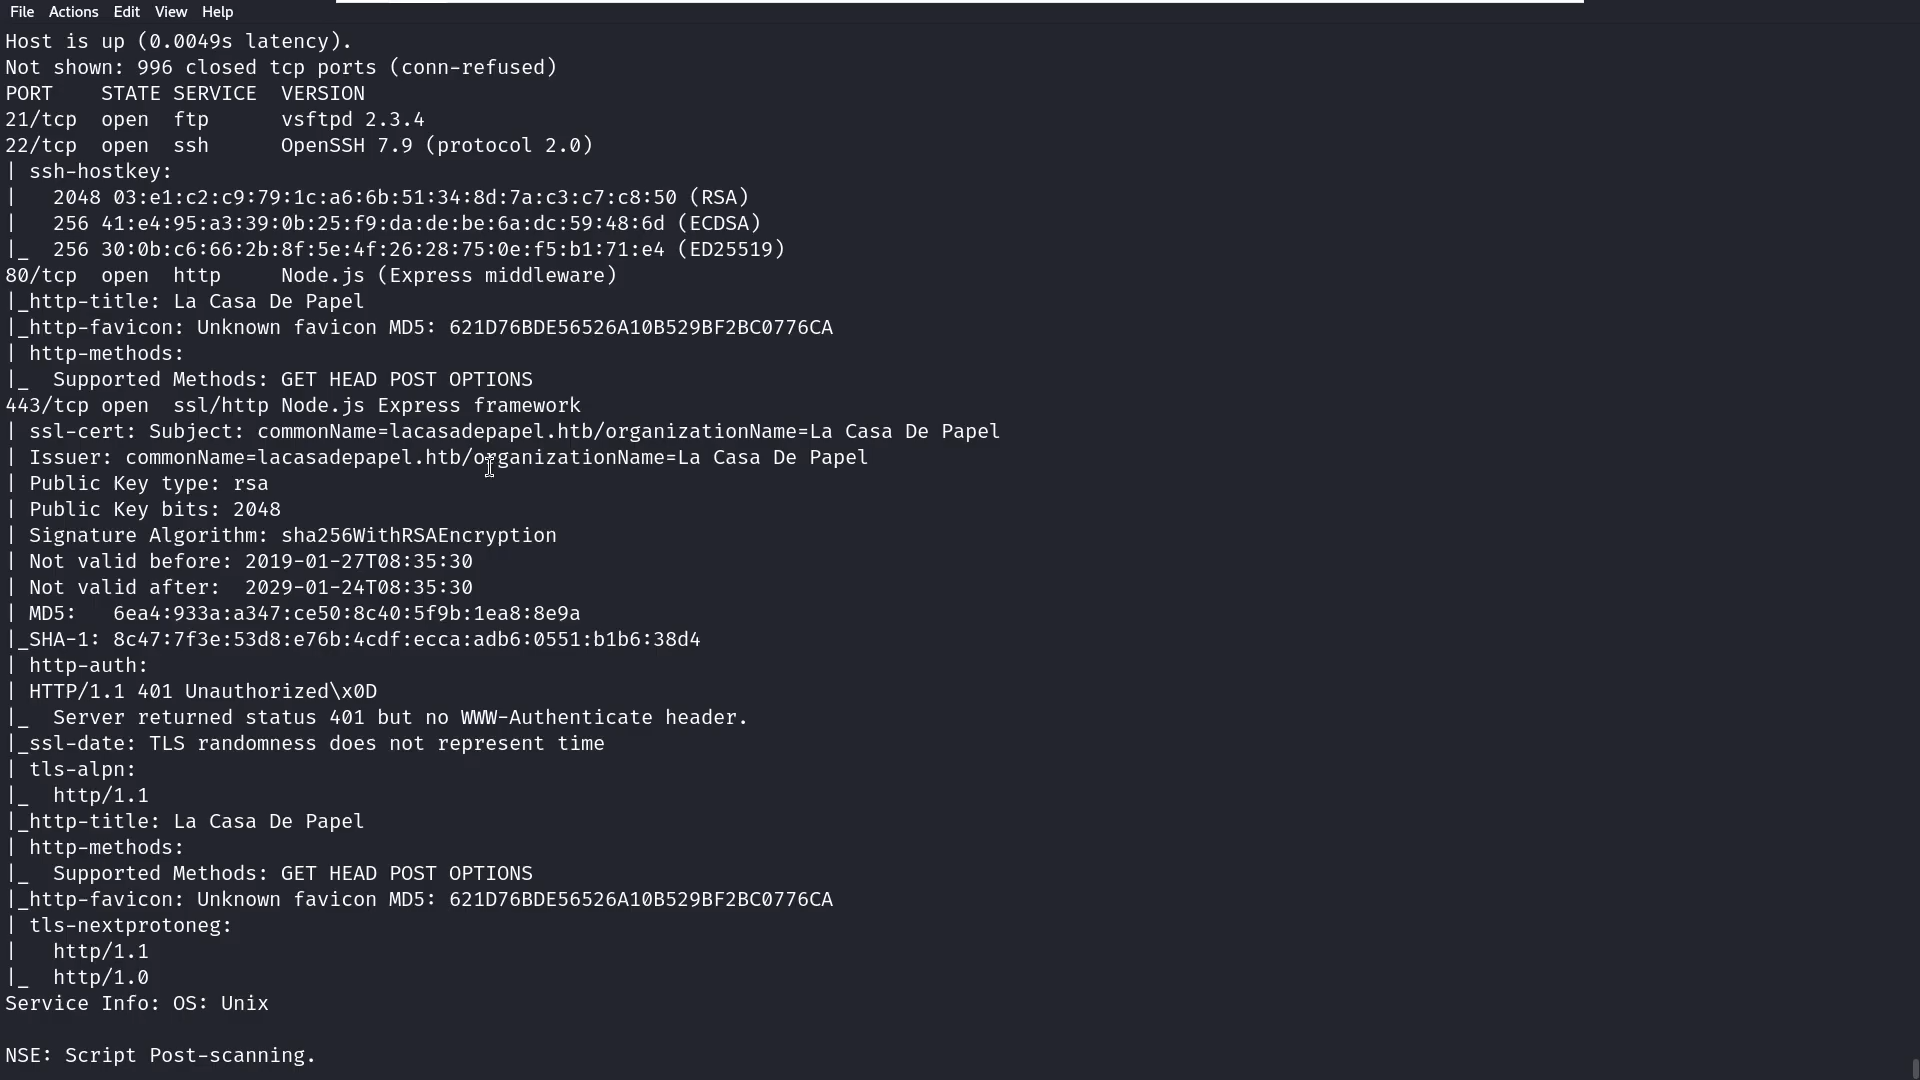 File Actions Edit View Help
Host is up (0.0049s latency).
Not shown: 996 closed tcp ports (conn-refused)
PORT    STATE SERVICE  VERSION
21/tcp  open  ftp      vsftpd 2.3.4
22/tcp  open  ssh      OpenSSH 7.9 (protocol 2.0)
| ssh-hostkey:
|   2048 03:e1:c2:c9:79:1c:a6:6b:51:34:8d:7a:c3:c7:c8:50 (RSA)
|   256 41:e4:95:a3:39:0b:25:f9:da:de:be:6a:dc:59:48:6d (ECDSA)
|_  256 30:0b:c6:66:2b:8f:5e:4f:26:28:75:0e:f5:b1:71:e4 (ED25519)
80/tcp  open  http     Node.js (Express middleware)
|_http-title: La Casa De Papel
|_http-favicon: Unknown favicon MD5: 621D76BDE56526A10B529BF2BC0776CA
| http-methods:
|_  Supported Methods: GET HEAD POST OPTIONS
443/tcp open  ssl/http Node.js Express framework
| ssl-cert: Subject: commonName=lacasadepapel.htb/organizationName=La Casa De Papel
| Issuer: commonName=lacasadepapel.htb/organizationName=La Casa De Papel
| Public Key type: rsa
| Public Key bits: 2048
| Signature Algorithm: sha256WithRSAEncryption
| Not valid before: 2019-01-27T08:35:30
| Not valid after:  2029-01-24T08:35:30
| MD5:   6ea4:933a:a347:ce50:8c40:5f9b:1ea8:8e9a
|_SHA-1: 8c47:7f3e:53d8:e76b:4cdf:ecca:adb6:0551:b1b6:38d4
| http-auth:
| HTTP/1.1 401 Unauthorized\x0D
|_  Server returned status 401 but no WWW-Authenticate header.
|_ssl-date: TLS randomness does not represent time
| tls-alpn:
|_  http/1.1
|_http-title: La Casa De Papel
| http-methods:
|_  Supported Methods: GET HEAD POST OPTIONS
|_http-favicon: Unknown favicon MD5: 621D76BDE56526A10B529BF2BC0776CA
| tls-nextprotoneg:
|   http/1.1
|_  http/1.0
Service Info: OS: Unix
NSE: Script Post-scanning.